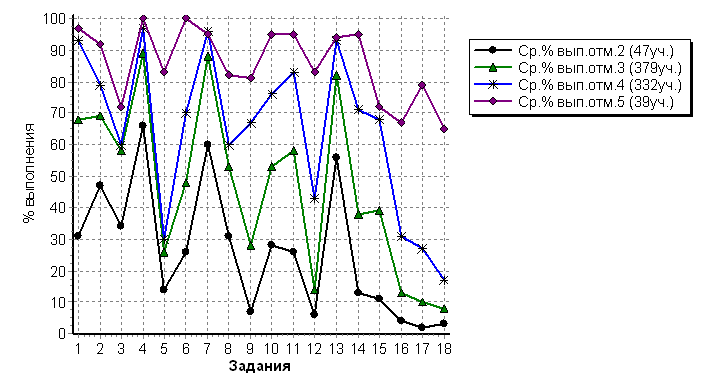 100
90
80
70
60
50
40
30
20
10
0
% выполнения
1 2 3 4 5 6 7 8 9 10 11 12 13 14 15 16 17 18
Задания
Ср.% вып.отм.2 (47уч.)
Ср.% вып.отм.3 (379уч.)
Ср.% вып.отм.4 (332уч.)
Ср.% вып.отм.5 (39уч.)